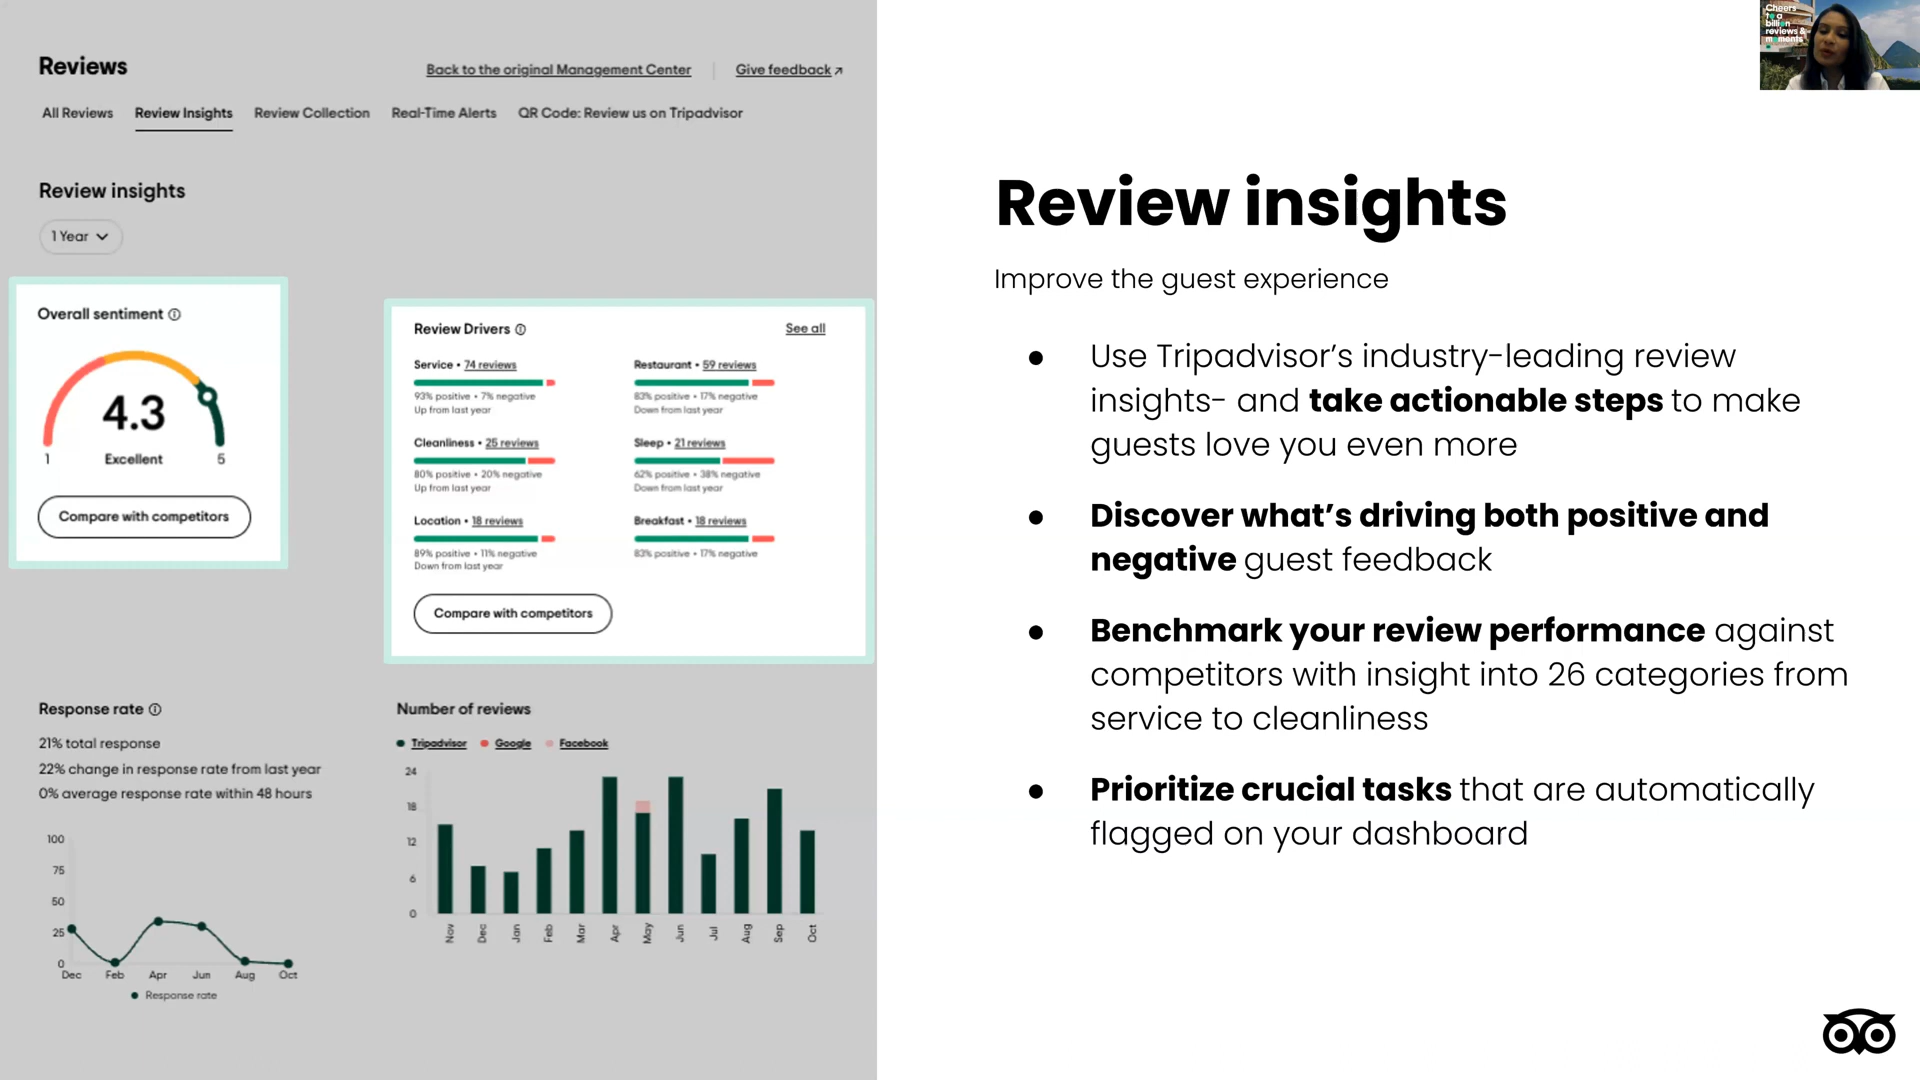 Reviews
Back to the original Management Center
Give feedback
All Reviews
Review Insights
Review Collection
Real-Time Alerts
QR Code: Review us on Tripadvisor
Review insights
1 Year
Overall sentiment
4.3
1
Excellent
5
Compare with competitors
Review Drivers
See all
Service • 74 reviews
93% positive • 7% negative
Up from last year
Restaurant • 59 reviews
83% positive • 17% negative
Down from last year
Cleanliness • 25 reviews
80% positive • 20% negative
Up from last year
Sleep • 21 reviews
62% positive • 38% negative
Down from last year
Location • 18 reviews
89% positive • 11% negative
Down from last year
Breakfast • 18 reviews
83% positive • 17% negative
Compare with competitors
Response rate
21% total response
22% change in response rate from last year
0% average response rate within 48 hours
100
75
50
25
0
Dec Feb Apr Jun Aug Oct
Response rate
Number of reviews
Tripadvisor Google Facebook
24
18
12
6
0
Nov Dec Jan Feb Mar Apr May Jun Jul Aug Sep Oct
Cheers
to a
billion
reviews &
moments
Review insights
Improve the guest experience
● Use Tripadvisor’s industry-leading review
insights- and take actionable steps to make
guests love you even more
● Discover what’s driving both positive and
negative guest feedback
● Benchmark your review performance against
competitors with insight into 26 categories from
service to cleanliness
● Prioritize crucial tasks that are automatically
flagged on your dashboard